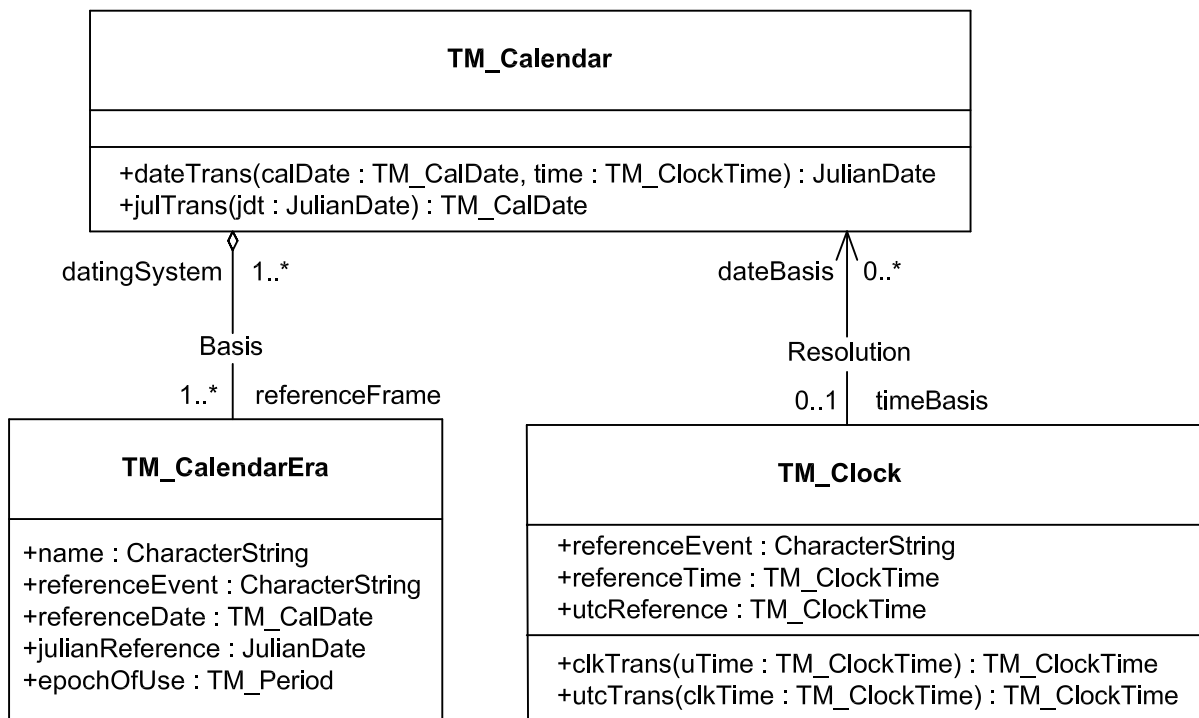 TM_Calendar
+dateTrans(calDate : TM_CalDate, time : TM_ClockTime) : JulianDate
+julTrans(jdt : JulianDate) : TM_CalDate
datingSystem 1..*
dateBasis 0..*
Basis
Resolution
1..* referenceFrame
0..1 timeBasis
TM_CalendarEra
+name : CharacterString
+referenceEvent : CharacterString
+referenceDate : TM_CalDate
+julianReference : JulianDate
+epochOfUse : TM_Period
TM_Clock
+referenceEvent : CharacterString
+referenceTime : TM_ClockTime
+utcReference : TM_ClockTime
+clkTrans(uTime : TM_ClockTime) : TM_ClockTime
+utcTrans(clkTime : TM_ClockTime) : TM_ClockTime